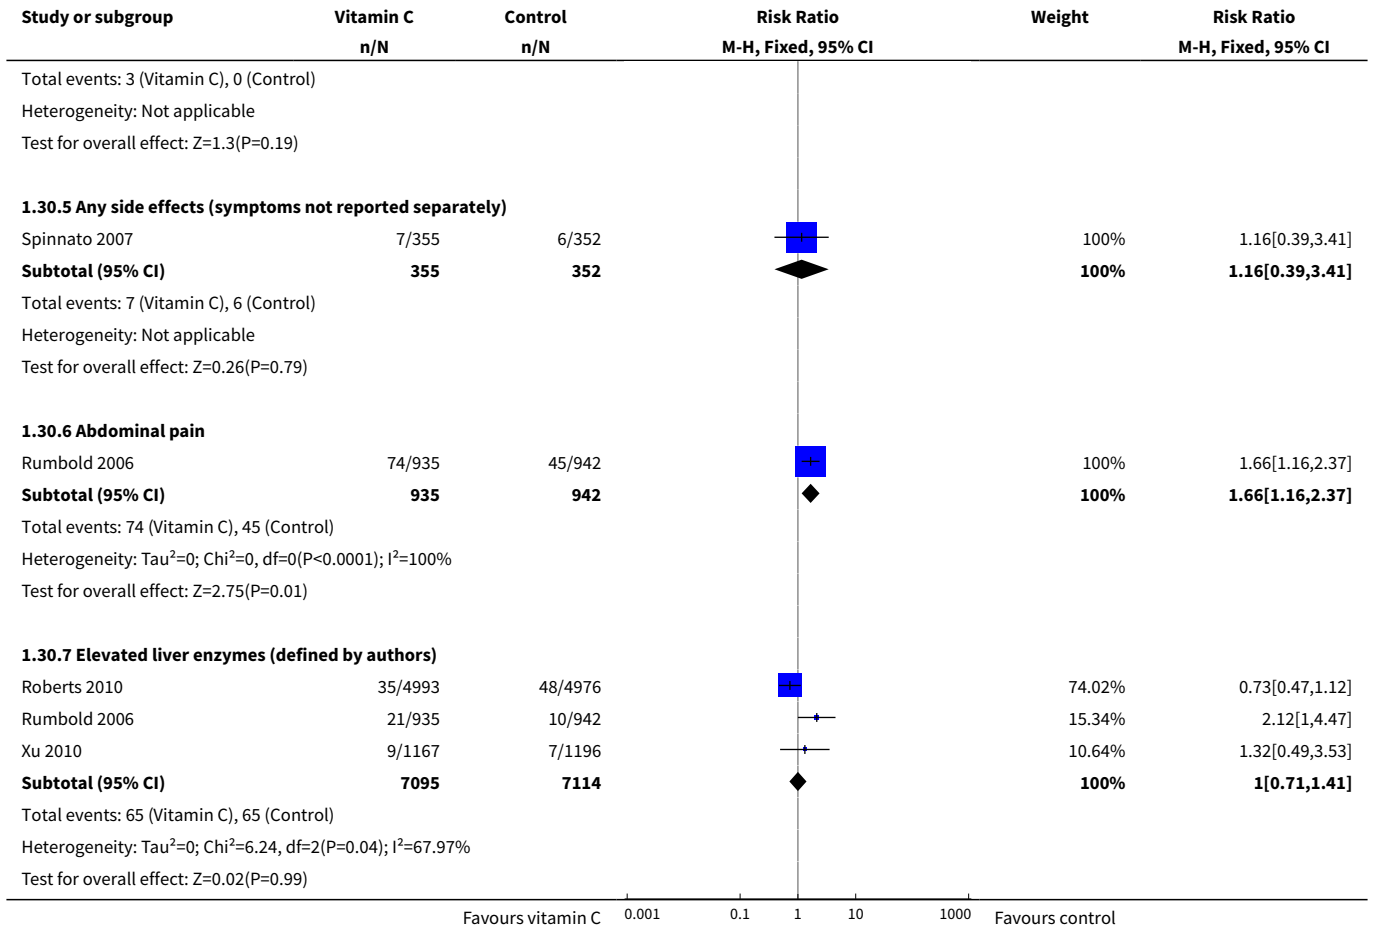 Study or subgroup Vitamin C Control Risk Ratio Weight Risk Ratio
n/N n/N M-H, Fixed, 95% CI M-H, Fixed, 95% CI
Total events: 3 (Vitamin C), 0 (Control)
Heterogeneity: Not applicable
Test for overall effect: Z=1.3(P=0.19)
1.30.5 Any side effects (symptoms not reported separately)
Spinnato 2007 7/355 6/352 100% 1.16[0.39,3.41]
Subtotal (95% CI) 355 352 100% 1.16[0.39,3.41]
Total events: 7 (Vitamin C), 6 (Control)
Heterogeneity: Not applicable
Test for overall effect: Z=0.26(P=0.79)
1.30.6 Abdominal pain
Rumbold 2006 74/935 45/942 100% 1.66[1.16,2.37]
Subtotal (95% CI) 935 942 100% 1.66[1.16,2.37]
Total events: 74 (Vitamin C), 45 (Control)
Heterogeneity: Tau²=0; Chi²=0, df=0(P<0.0001); I²=100%
Test for overall effect: Z=2.75(P=0.01)
1.30.7 Elevated liver enzymes (defined by authors)
Roberts 2010 35/4993 48/4976 74.02% 0.73[0.47,1.12]
Rumbold 2006 21/935 10/942 15.34% 2.12[1,4.47]
Xu 2010 9/1167 7/1196 10.64% 1.32[0.49,3.53]
Subtotal (95% CI) 7095 7114 100% 1[0.71,1.41]
Total events: 65 (Vitamin C), 65 (Control)
Heterogeneity: Tau²=0; Chi²=6.24, df=2(P=0.04); I²=67.97%
Test for overall effect: Z=0.02(P=0.99)
Favours vitamin C 0.001 0.1 1 10 1000 Favours control